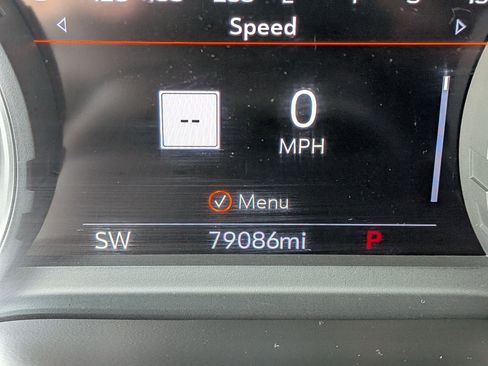 Speed
--
0
MPH
Menu
SW 79086mi P